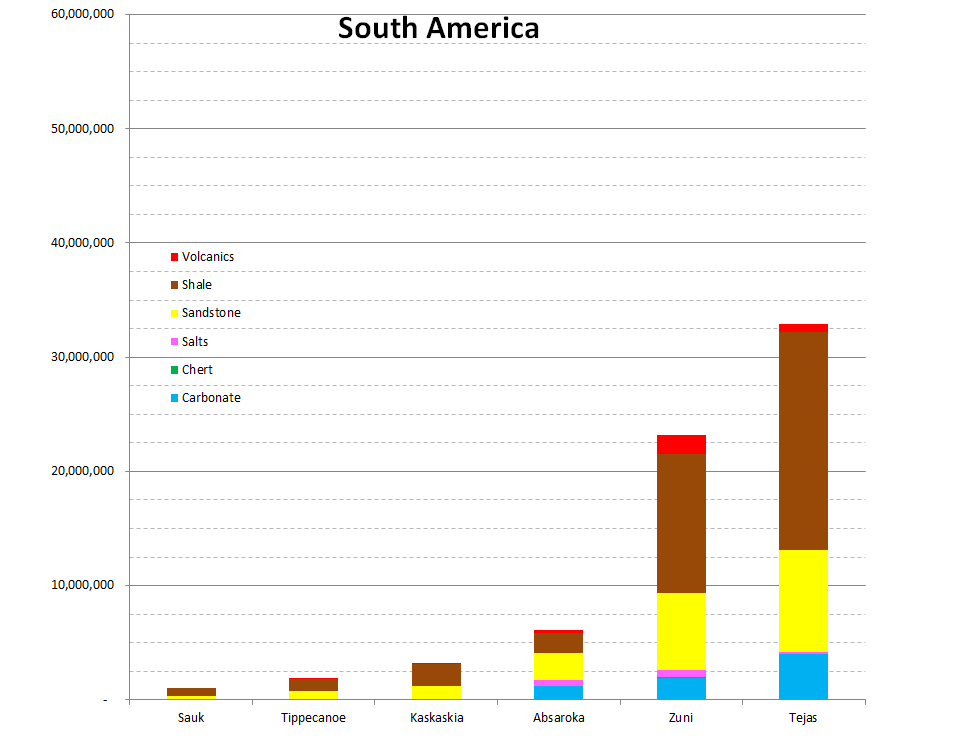 South America
60,000,000
50,000,000
40,000,000
30,000,000
20,000,000
10,000,000
-
Volcanics
Shale
Sandstone
Salts
Chert
Carbonate
Sauk Tippecanoe Kaskaskia Absaroka Zuni Tejas